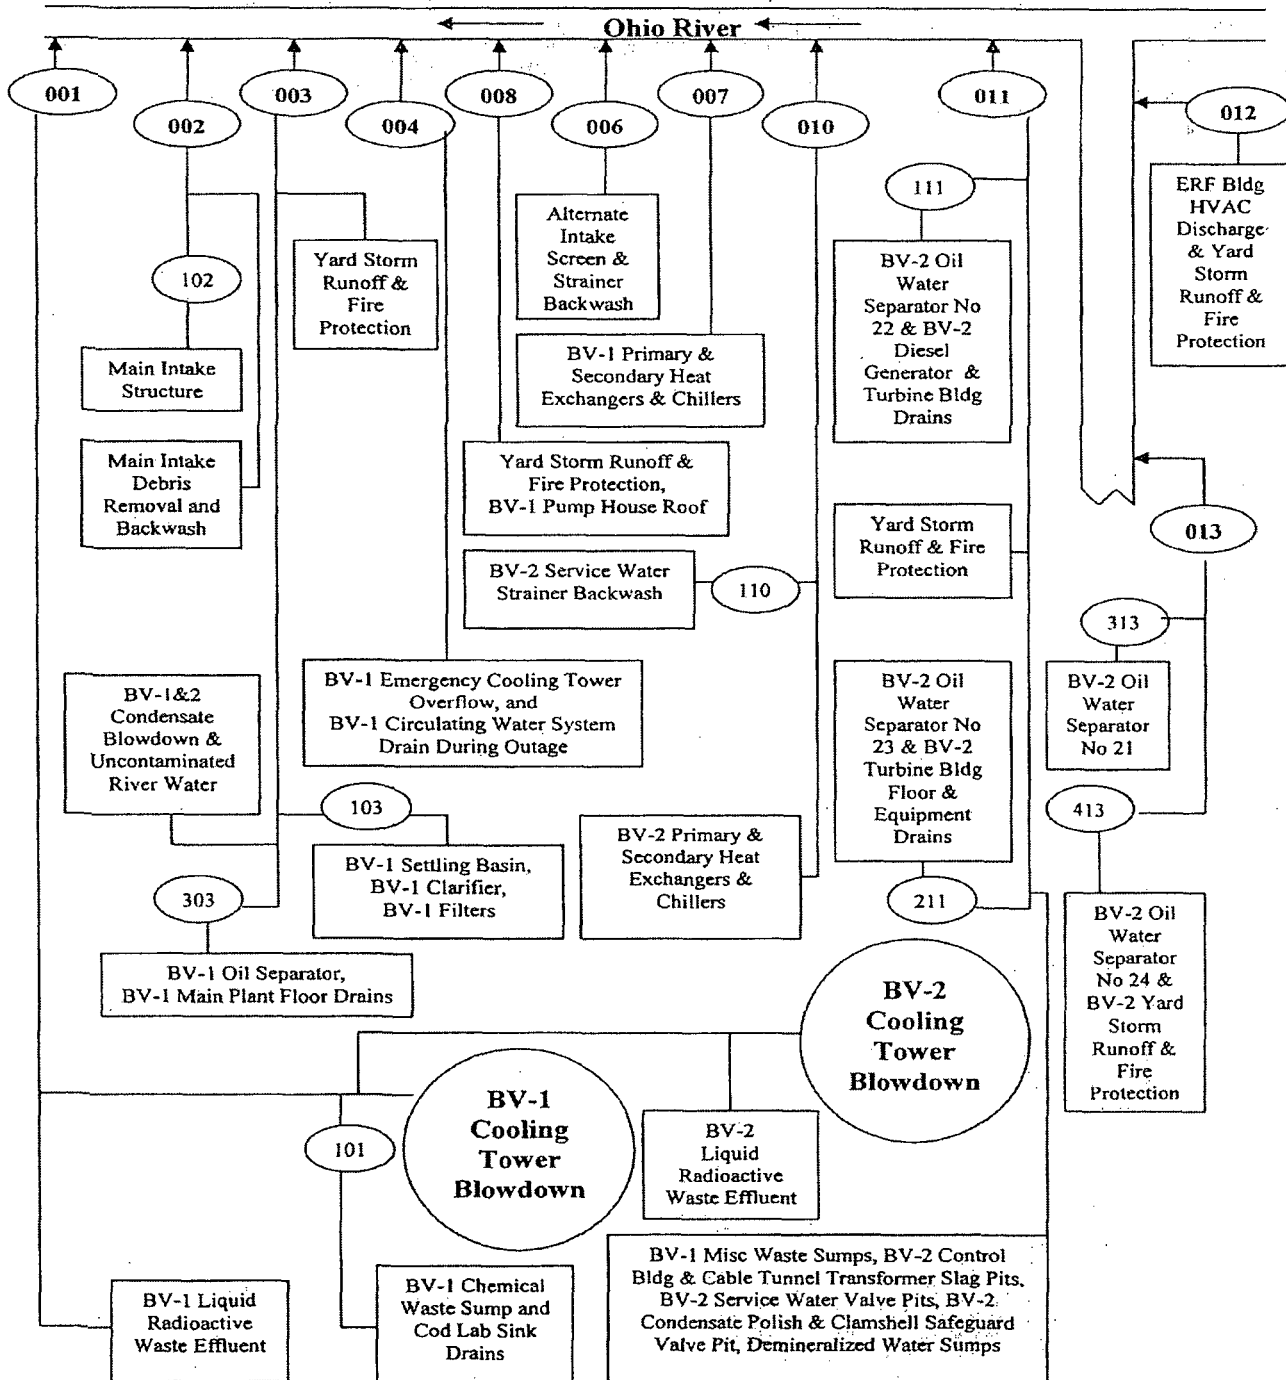 Ohio River
001
002
003
004
008
006
007
010
011
012
102
Main Intake
Structure
Main Intake
Debris
Removal and
Backwash
Yard Storm
Runoff &
Fire
Protection
Alternate
Intake
Screen &
Strainer
Backwash
BV-1 Primary &
Secondary Heat
Exchangers & Chillers
Yard Storm Runoff &
Fire Protection,
BV-1 Pump House Roof
BV-2 Service Water
Strainer Backwash
110
111
BV-2 Oil
Water
Separator No
22 & BV-2
Diesel
Generator &
Turbine Bldg
Drains
Yard Storm
Runoff & Fire
Protection
ERF Bldg
HVAC
Discharge
& Yard
Storm
Runoff &
Fire
Protection
013
313
BV-2 Oil
Water
Separator
No 21
413
BV-2 Oil
Water
Separator
No 24 &
BV-2 Yard
Storm
Runoff &
Fire
Protection
BV-1&2
Condensate
Blowdown &
Uncontaminated
River Water
BV-1 Emergency Cooling Tower
Overflow, and
BV-1 Circulating Water System
Drain During Outage
103
BV-1 Settling Basin,
BV-1 Clarifier,
BV-1 Filters
303
BV-1 Oil Separator,
BV-1 Main Plant Floor Drains
BV-2 Primary &
Secondary Heat
Exchangers &
Chillers
BV-2 Oil
Water
Separator No
23 & BV-2
Turbine Bldg
Floor &
Equipment
Drains
211
BV-2
Cooling
Tower
Blowdown
BV-1
Cooling
Tower
Blowdown
101
BV-2
Liquid
Radioactive
Waste Effluent
BV-1 Liquid
Radioactive
Waste Effluent
BV-1 Chemical
Waste Sump and
Cod Lab Sink
Drains
BV-1 Misc Waste Sumps, BV-2 Control
Bldg & Cable Tunnel Transformer Slag Pits,
BV-2 Service Water Valve Pits, BV-2
Condensate Polish & Clamshell Safeguard
Valve Pit, Demineralized Water Sumps